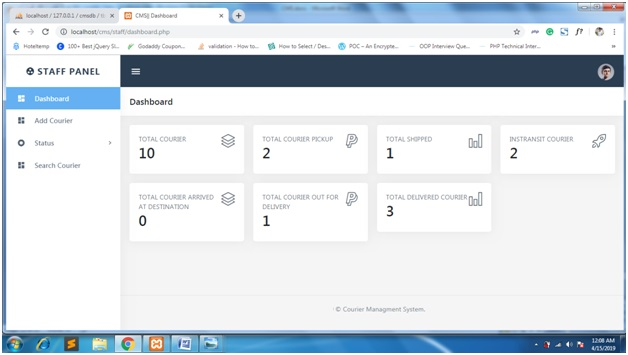 localhost / 127.0.0.1 / cmsdb / s
CMS|| Dashboard
localhost/cms/staff/dashboard.php
Hoteltemp
100+ Best jQuery Sl...
Godaddy Coupon...
validation - How to...
How to Select / Des...
POC – An Encrypte...
OOP Interview Que...
PHP Technical Inter...
STAFF PANEL
Dashboard
Add Courier
Status
Search Courier
Dashboard
TOTAL COURIER
10
TOTAL COURIER PICKUP
2
TOTAL SHIPPED
1
INSTRANSIT COURIER
2
TOTAL COURIER ARRIVED
AT DESTINATION
0
TOTAL COURIER OUT FOR
DELIVERY
1
TOTAL DELIVERED COURIER
3
© Courier Managment System.
12:08 AM
4/15/2019